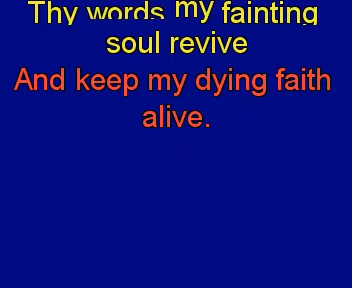 Thy words my fainting
soul revive
And keep my dying faith
alive.